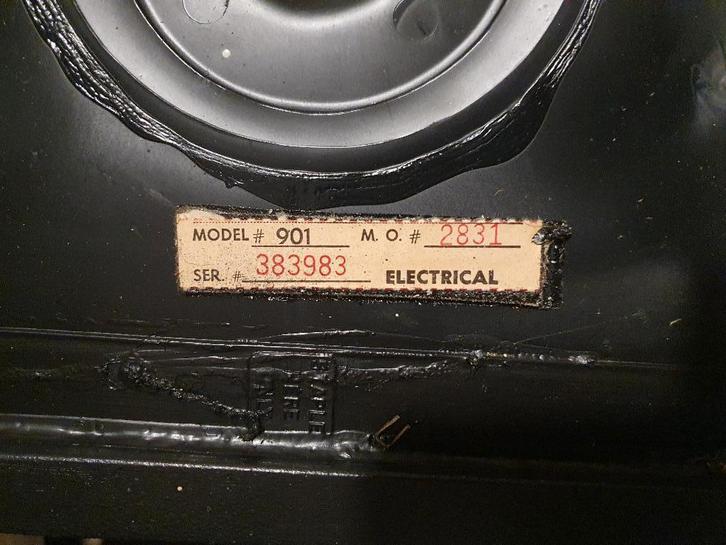 MODEL # 901 M. O. # 2831
SER. # 383983 ELECTRICAL